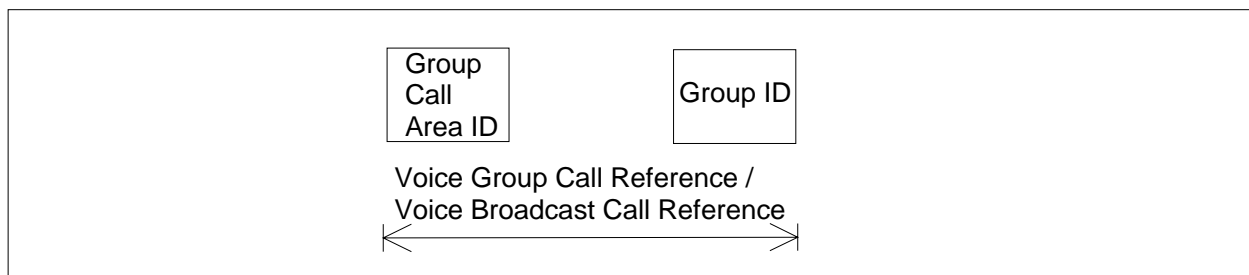 Group
Call
Area ID
Group ID
Voice Group Call Reference /
Voice Broadcast Call Reference